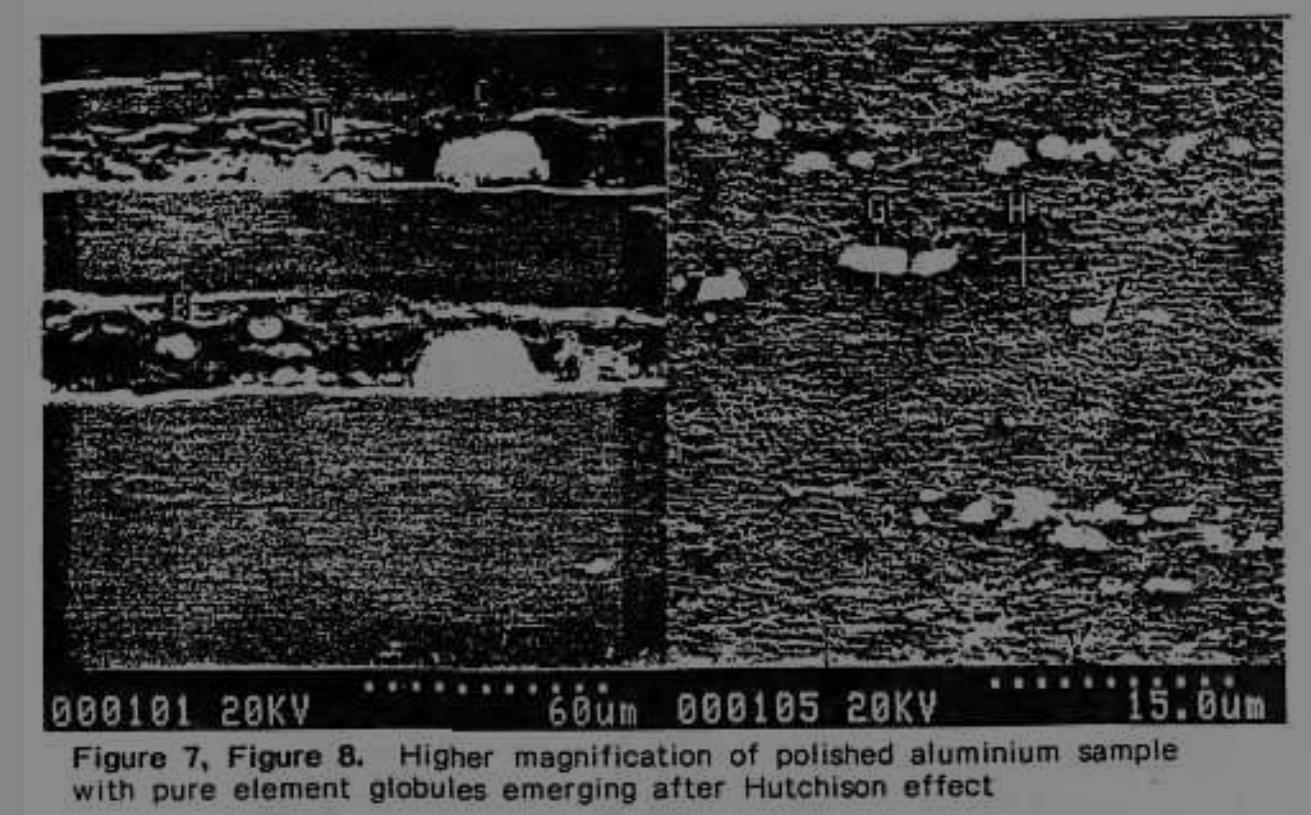 C
D
B
G H
000101 20KV 60um 000105 20KV 15.0um
Figure 7, Figure 8. Higher magnification of polished aluminium sample
with pure element globules emerging after Hutchison effect